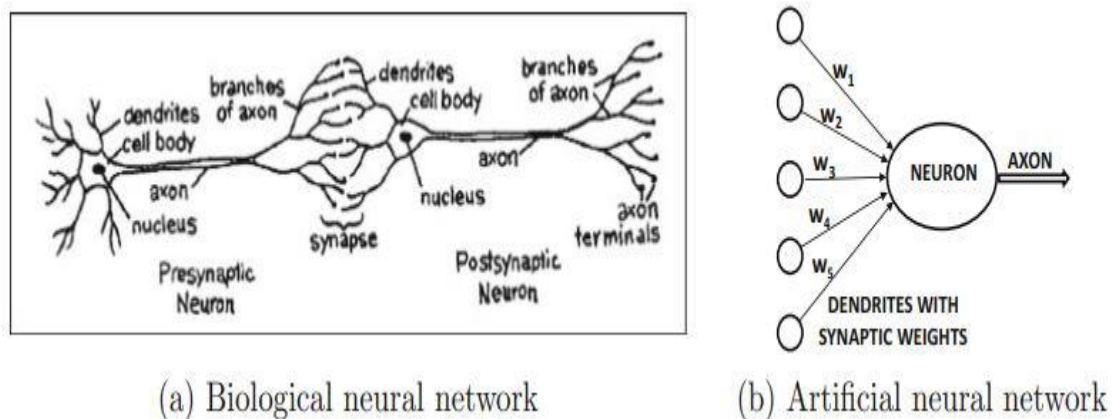 dendrites
cell body
axon
nucleus
branches
of axon
dendrites
cell body
synapse
axon
nucleus
branches
of axon
axon
terminals
Presynaptic
Neuron
Postsynaptic
Neuron
(a) Biological neural network
w1
w2
w3
w4
w5
NEURON
AXON
DENDRITES WITH
SYNAPTIC WEIGHTS
(b) Artificial neural network